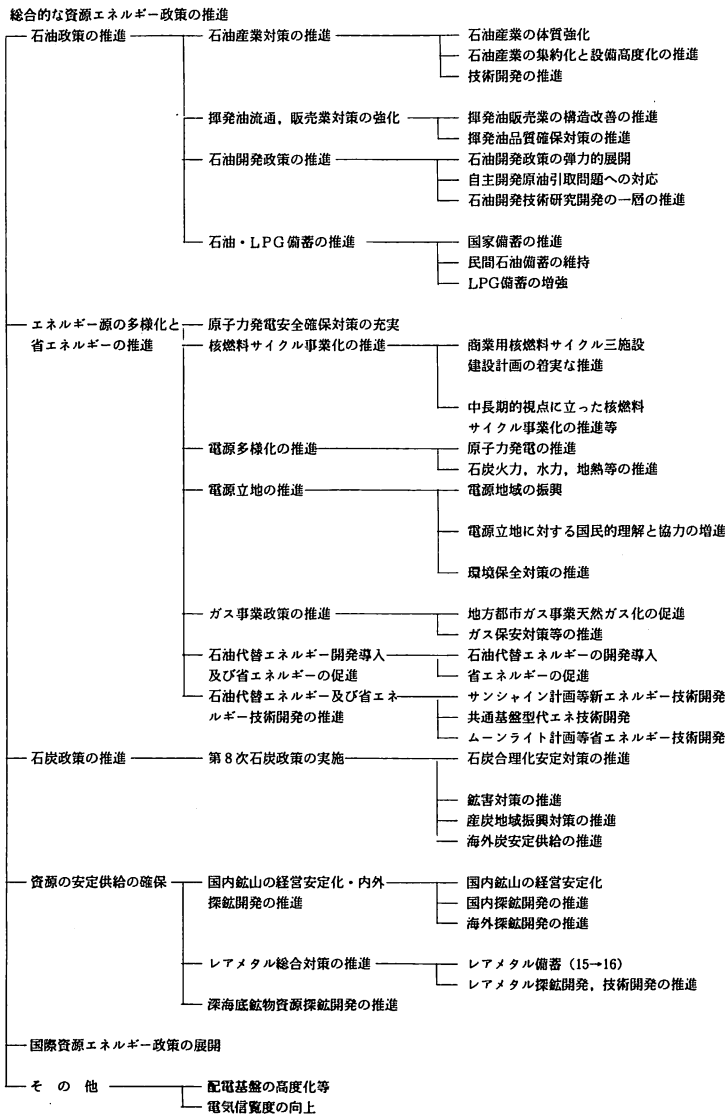 総合的な資源エネルギー政策の推進
石油政策の推進 石油産業対策の推進 石油産業の体質強化
石油産業の集約化と設備高度化の推進
技術開発の推進
揮発油流通，販売業対策の強化 揮発油販売業の構造改善の推進
揮発油品質確保対策の推進
石油開発政策の推進 石油開発政策の弾力的展開
自主開発原油引取問題への対応
石油開発技術研究開発の一層の推進
石油・LPG備蓄の推進 国家備蓄の推進
民間石油備蓄の維持
LPG備蓄の増強
エネルギー源の多様化と 原子力発電安全確保対策の充実
省エネルギーの推進 核燃料サイクル事業化の推進 商業用核燃料サイクル三施設
建設計画の着実な推進
中長期的視点に立った核燃料
サイクル事業化の推進等
電源多様化の推進 原子力発電の推進
石炭火力，水力，地熱等の推進
電源立地の推進 電源地域の振興
電源立地に対する国民的理解と協力の増進
環境保全対策の推進
ガス事業政策の推進 地方都市ガス事業天然ガス化の促進
ガス保安対策等の推進
石油代替エネルギー開発導入 石油代替エネルギーの開発導入
及び省エネルギーの促進 省エネルギーの促進
石油代替エネルギー及び省エネ サンシャイン計画等新エネルギー技術開発
ルギー技術開発の推進 共通基盤型代エネ技術開発
ムーンライト計画等省エネルギー技術開発
石炭政策の推進 第8次石炭政策の実施 石炭合理化安定対策の推進
鉱害対策の推進
産炭地域振興対策の推進
海外炭安定供給の推進
資源の安定供給の確保 国内鉱山の経営安定化・内外 国内鉱山の経営安定化
探鉱開発の推進 国内探鉱開発の推進
海外探鉱開発の推進
レアメタル総合対策の推進 レアメタル備蓄（15→16）
レアメタル探鉱開発，技術開発の推進
深海底鉱物資源探鉱開発の推進
国際資源エネルギー政策の展開
その他 配電基盤の高度化等
電気信覧度の向上